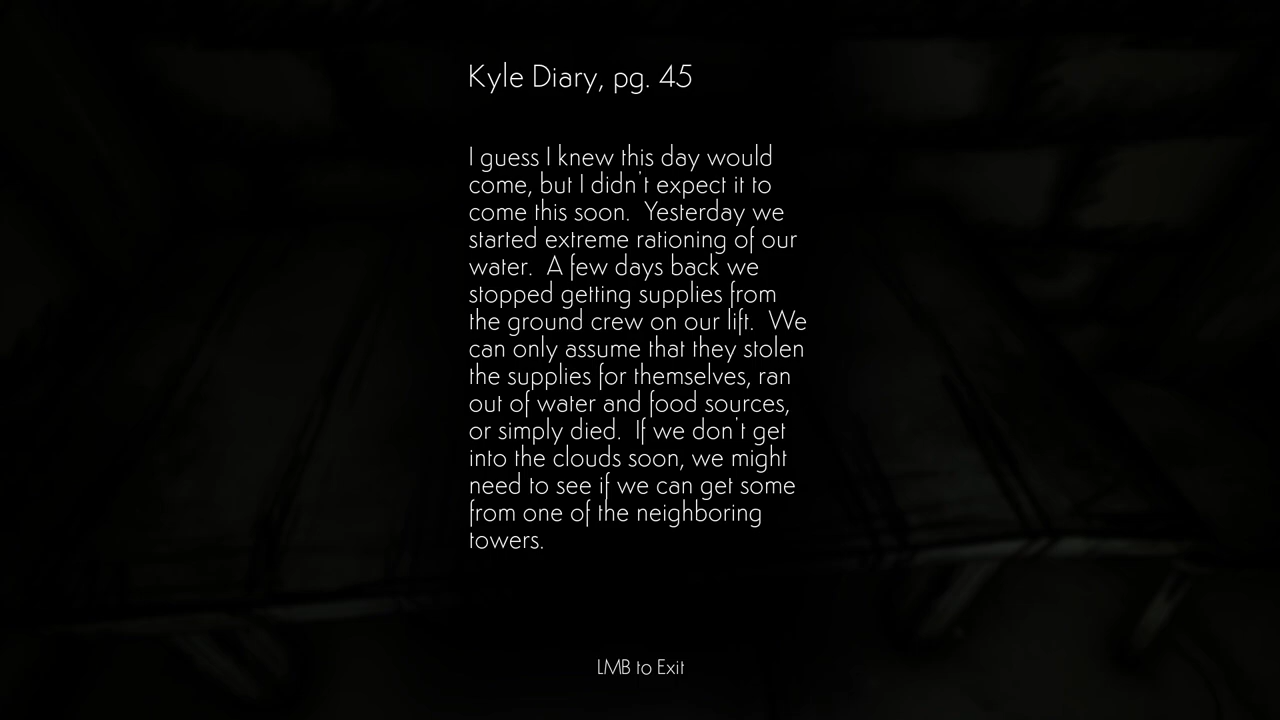 Kyle Diary, pg. 45
I guess I knew this day would
come, but I didn't expect it to
come this soon.  Yesterday we
started extreme rationing of our
water.  A few days back we
stopped getting supplies from
the ground crew on our lift.  We
can only assume that they stolen
the supplies for themselves, ran
out of water and food sources,
or simply died.  If we don't get
into the clouds soon, we might
need to see if we can get some
from one of the neighboring
towers.
LMB to Exit